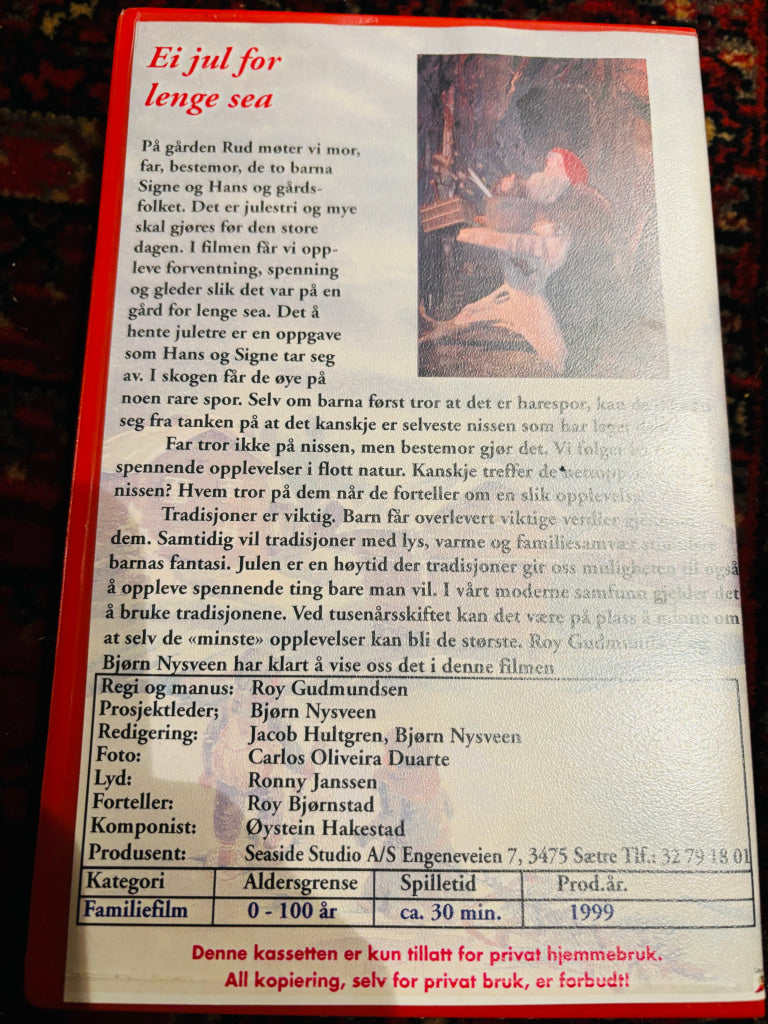 Ei jul for
lenge sea
På gården Rud møter vi mor,
far, bestemor, de to barna
Signe og Hans og gårds-
folket. Det er julestri og mye
skal gjøres før den store
dagen. I filmen får vi opp-
leve forventning, spenning
og gleder slik det var på en
gård for lenge sea. Det å
hente juletre er en oppgave
som Hans og Signe tar seg
av. I skogen får de øye på
noen rare spor. Selv om barna først tror at det er harespor, kan de
seg fra tanken på at det kanskje er selveste nissen som har laget
Far tror ikke på nissen, men bestemor gjør det. Vi følger
spennende opplevelser i flott natur. Kanskje treffer de nettopp
nissen? Hvem tror på dem når de forteller om en slik opplevelse
Tradisjoner er viktig. Barn får overlevert viktige verdier gjennom
dem. Samtidig vil tradisjoner med lys, varme og familiesamvær
barnas fantasi. Julen er en høytid der tradisjoner gir oss muligheten til også
å oppleve spennende ting bare man vil. I vårt moderne samfunn gjelder det
å bruke tradisjonene. Ved tusenårsskiftet kan det være på plass å minne om
at selv de «minste» opplevelser kan bli de største. Roy Gudmundsen
Bjørn Nysveen har klart å vise oss det i denne filmen
Regi og manus: Roy Gudmundsen
Prosjektleder; Bjørn Nysveen
Redigering: Jacob Hultgren, Bjørn Nysveen
Foto: Carlos Oliveira Duarte
Lyd: Ronny Janssen
Forteller: Roy Bjørnstad
Komponist: Øystein Hakestad
Produsent: Seaside Studio A/S Engeneveien 7, 3475 Sætre Tlf.: 32 79 18 01
Kategori Aldersgrense Spilletid Prod.år.
Familiefilm 0 - 100 år ca. 30 min. 1999
Denne kassetten er kun tillatt for privat hjemmebruk.
All kopiering, selv for privat bruk, er forbudt!